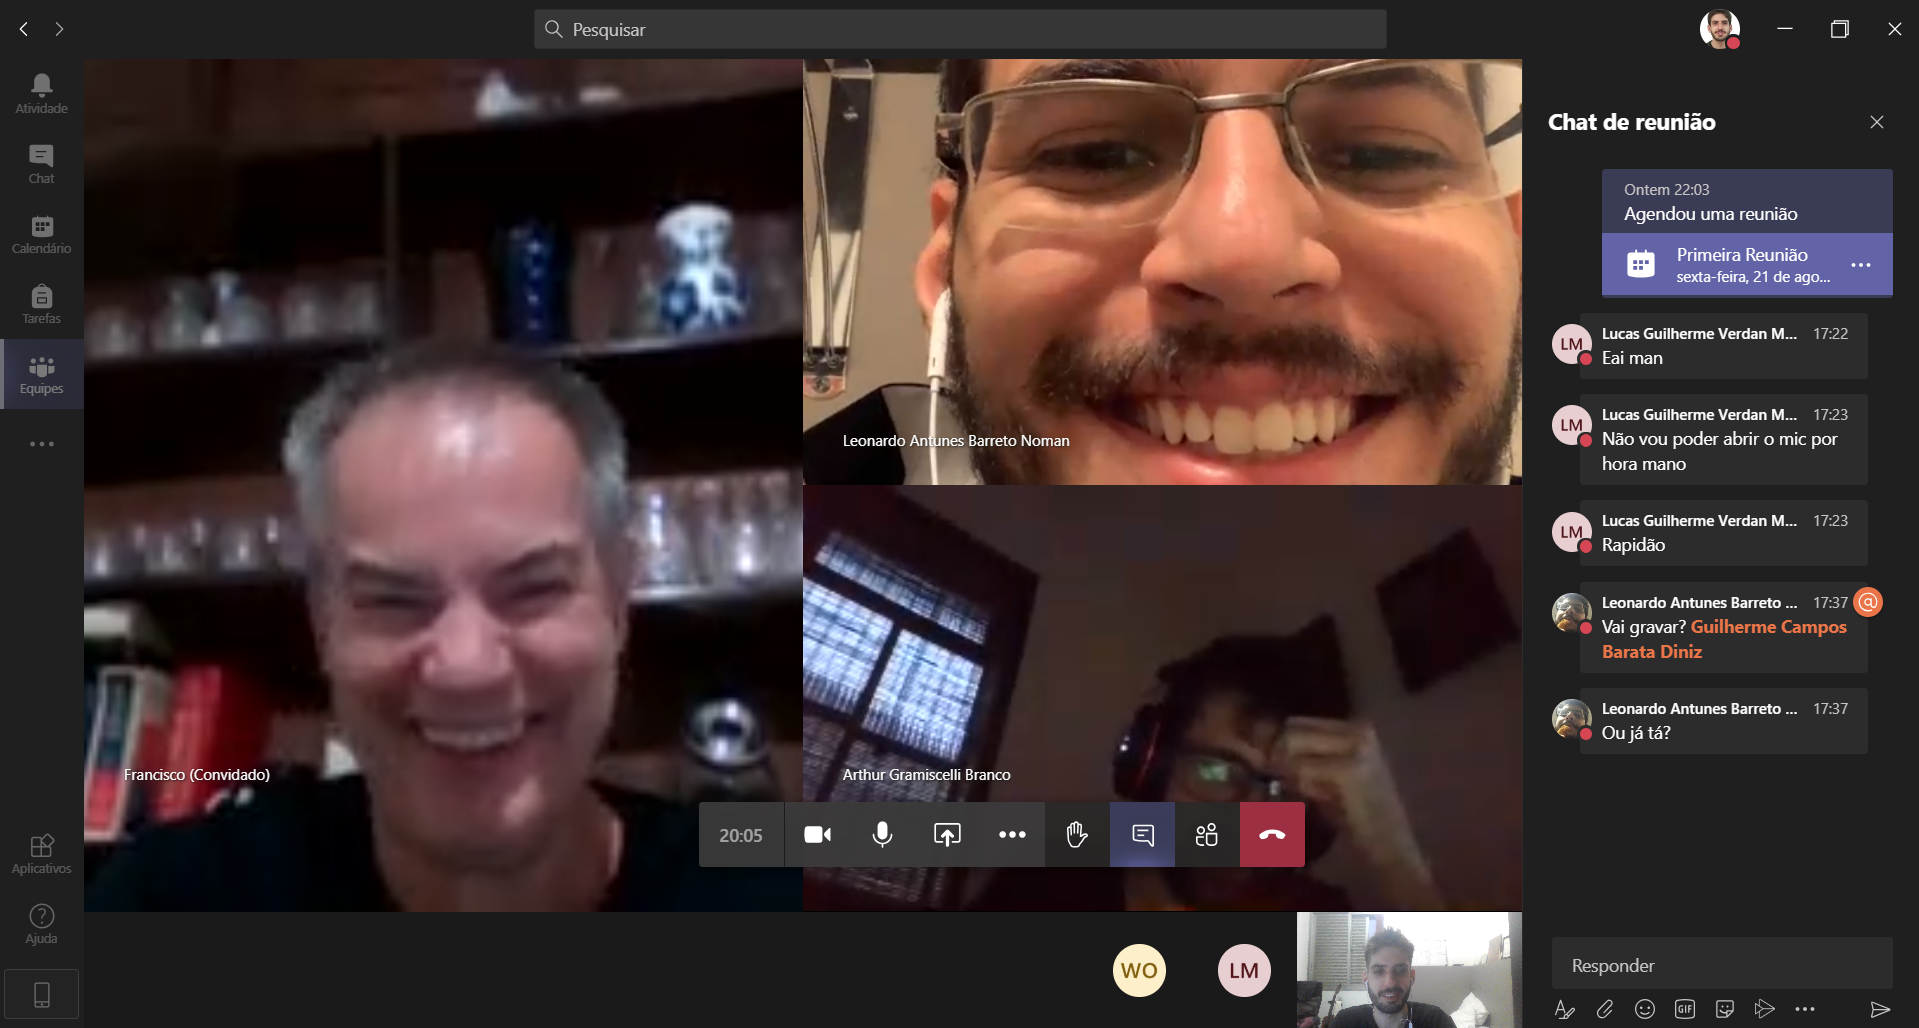 Pesquisar
Atividade
Chat
Calendário
Tarefas
Equipes
Aplicativos
Ajuda
Francisco (Convidado)
Leonardo Antunes Barreto Noman
Arthur Gramiscelli Branco
20:05
WO
LM
Chat de reunião
Ontem 22:03
Agendou uma reunião
Primeira Reunião
sexta-feira, 21 de ago...
LM
Lucas Guilherme Verdan M... 17:22
Eai man
LM
Lucas Guilherme Verdan M... 17:23
Não vou poder abrir o mic por
hora mano
LM
Lucas Guilherme Verdan M... 17:23
Rapidão
Leonardo Antunes Barreto ... 17:37 @
Vai gravar? Guilherme Campos
Barata Diniz
Leonardo Antunes Barreto ... 17:37
Ou já tá?
Responder
GIF